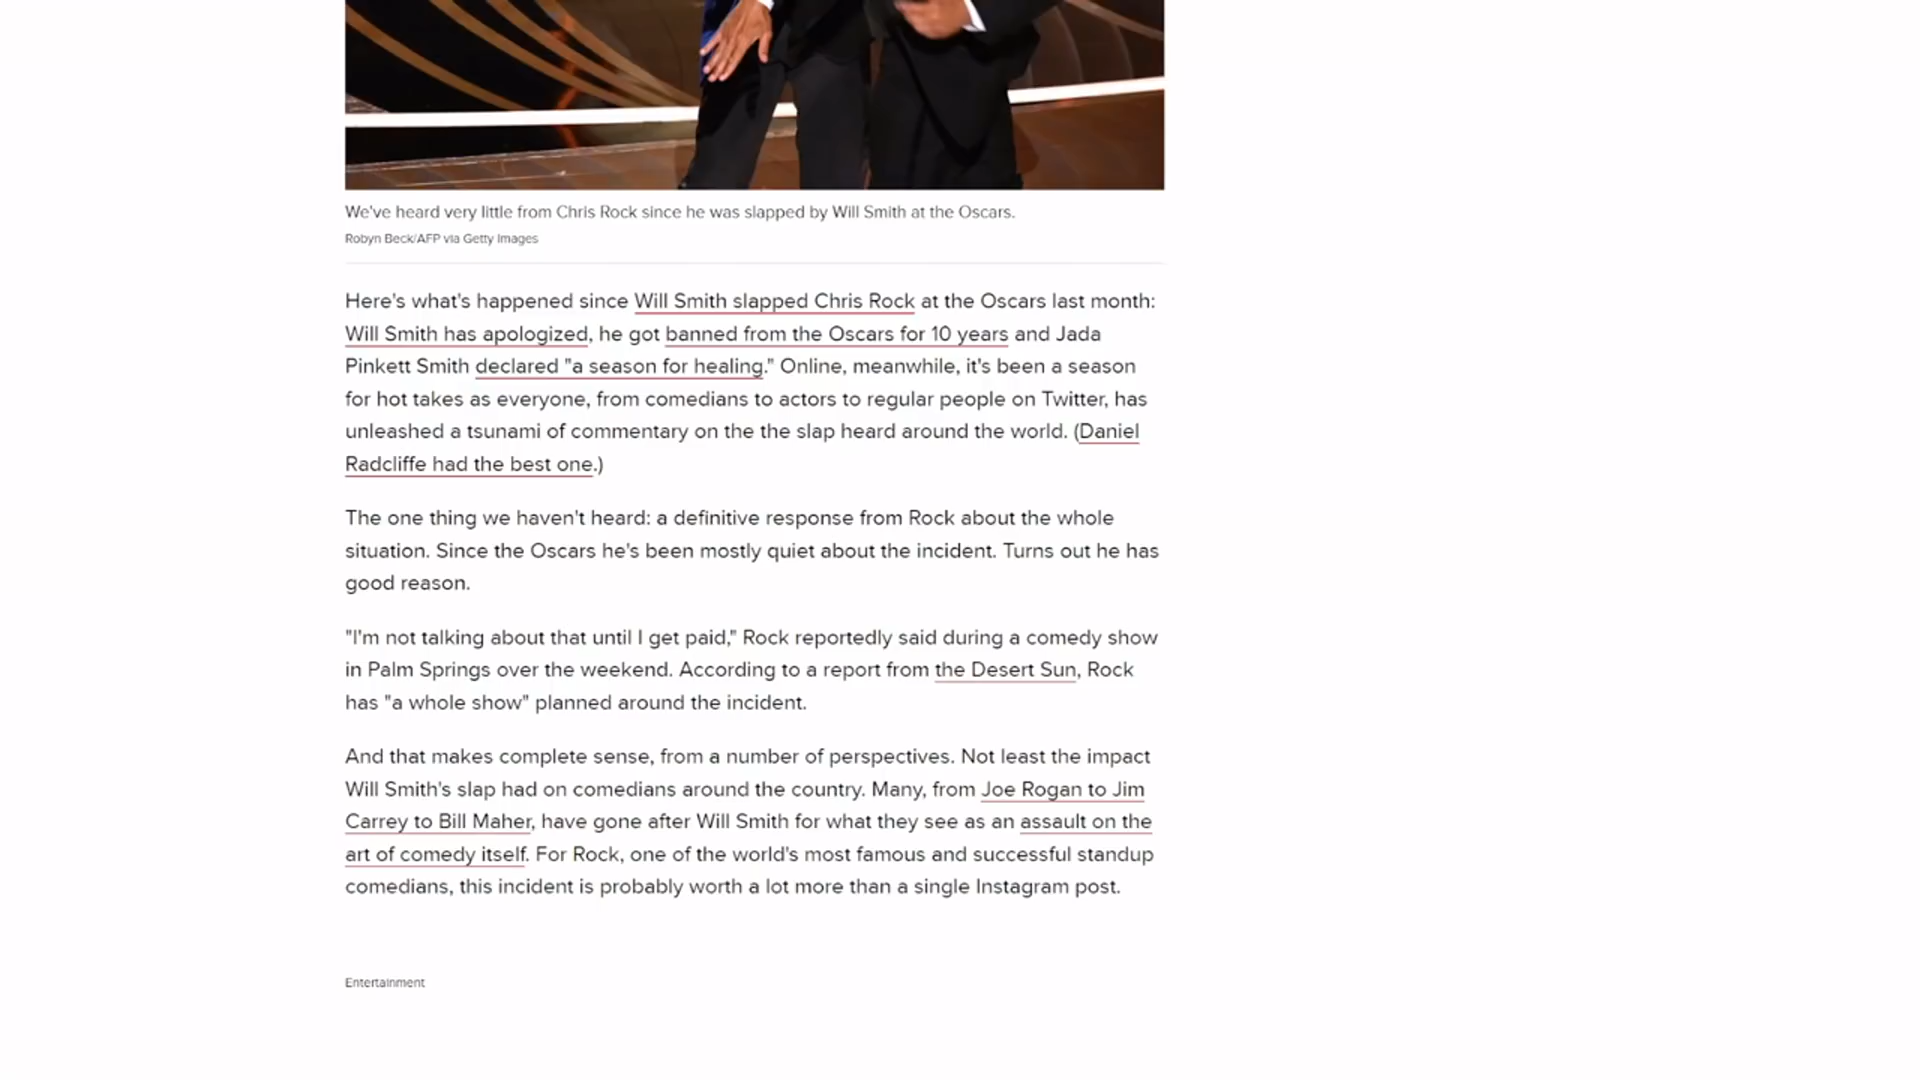 We've heard very little from Chris Rock since he was slapped by Will Smith at the Oscars.
Robyn Beck/AFP via Getty Images
Here's what's happened since Will Smith slapped Chris Rock at the Oscars last month:
Will Smith has apologized, he got banned from the Oscars for 10 years and Jada
Pinkett Smith declared "a season for healing." Online, meanwhile, it's been a season
for hot takes as everyone, from comedians to actors to regular people on Twitter, has
unleashed a tsunami of commentary on the the slap heard around the world. (Daniel
Radcliffe had the best one.)
The one thing we haven't heard: a definitive response from Rock about the whole
situation. Since the Oscars he's been mostly quiet about the incident. Turns out he has
good reason.
"I'm not talking about that until I get paid," Rock reportedly said during a comedy show
in Palm Springs over the weekend. According to a report from the Desert Sun, Rock
has "a whole show" planned around the incident.
And that makes complete sense, from a number of perspectives. Not least the impact
Will Smith's slap had on comedians around the country. Many, from Joe Rogan to Jim
Carrey to Bill Maher, have gone after Will Smith for what they see as an assault on the
art of comedy itself. For Rock, one of the world's most famous and successful standup
comedians, this incident is probably worth a lot more than a single Instagram post.
Entertainment